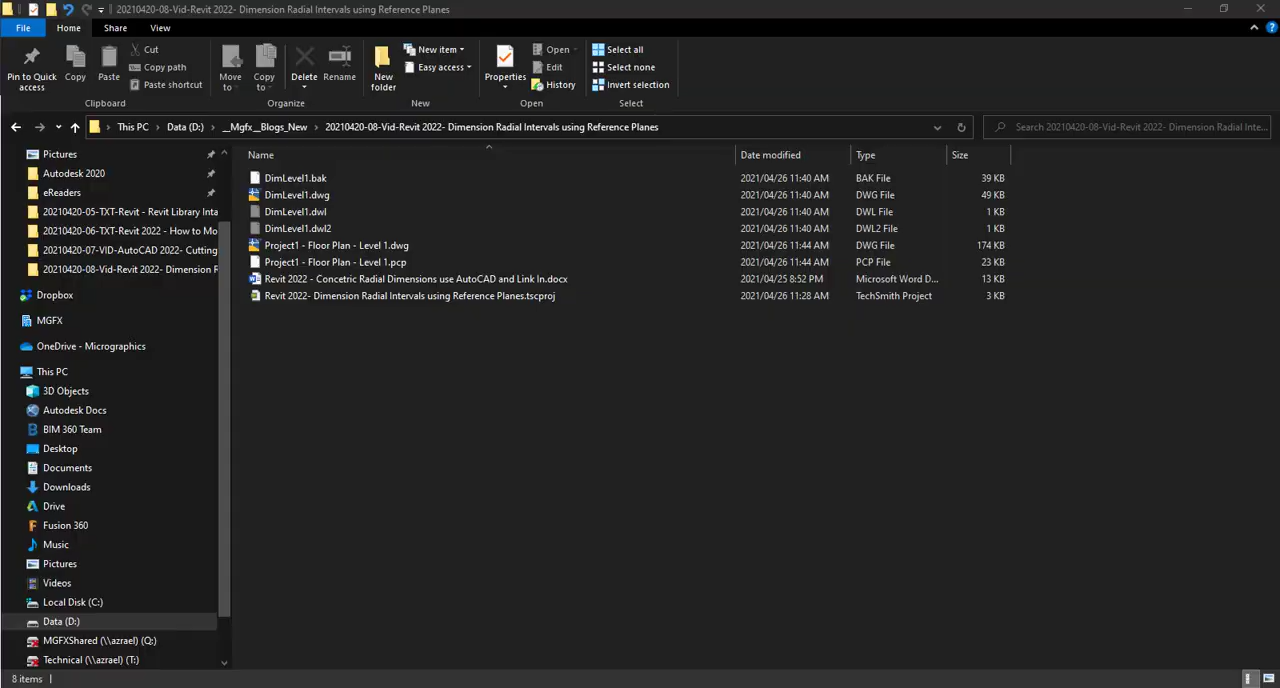 20210420-08-Vid-Revit 2022- Dimension Radial Intervals using Reference Planes
File Home Share View
Pin to Quick access
Copy
Paste
Cut
Copy path
Paste shortcut
Clipboard
Move to
Copy to
Delete
Rename
Organize
New folder
New item
Easy access
New
Properties
Open
Edit
History
Open
Select all
Select none
Invert selection
Select
This PC > Data (D:) > __Mgfx__Blogs_New > 20210420-08-Vid-Revit 2022- Dimension Radial Intervals using Reference Planes
Search 20210420-08-Vid-Revit 2022- Dimension Radial Inte...
Pictures
Autodesk 2020
eReaders
20210420-05-TXT-Revit - Revit Library Inta
20210420-06-TXT-Revit 2022 - How to Mo
20210420-07-VID-AutoCAD 2022- Cutting
20210420-08-Vid-Revit 2022- Dimension R
Dropbox
MGFX
OneDrive - Micrographics
This PC
3D Objects
Autodesk Docs
BIM 360 Team
Desktop
Documents
Downloads
Drive
Fusion 360
Music
Pictures
Videos
Local Disk (C:)
Data (D:)
MGFXShared (\\azrael) (Q:)
Technical (\\azrael) (T:)
Name Date modified Type Size
DimLevel1.bak 2021/04/26 11:40 AM BAK File 39 KB
DimLevel1.dwg 2021/04/26 11:40 AM DWG File 49 KB
DimLevel1.dwl 2021/04/26 11:40 AM DWL File 1 KB
DimLevel1.dwl2 2021/04/26 11:40 AM DWL2 File 1 KB
Project1 - Floor Plan - Level 1.dwg 2021/04/26 11:44 AM DWG File 174 KB
Project1 - Floor Plan - Level 1.pcp 2021/04/26 11:44 AM PCP File 23 KB
Revit 2022 - Concetric Radial Dimensions use AutoCAD and Link In.docx 2021/04/25 8:52 PM Microsoft Word D... 13 KB
Revit 2022- Dimension Radial Intervals using Reference Planes.tscproj 2021/04/26 11:28 AM TechSmith Project 3 KB
8 items